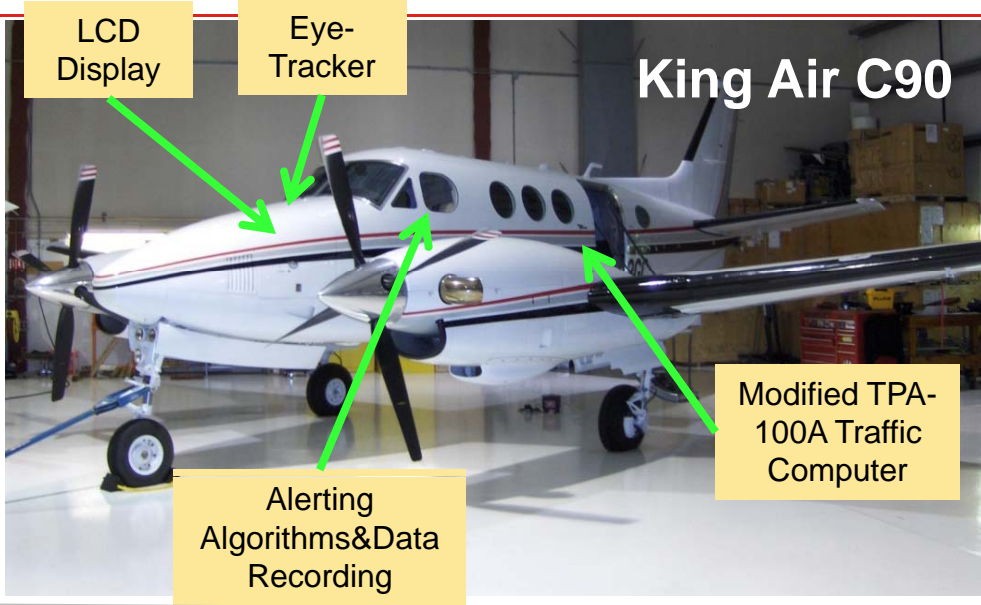 LCD
Display
Eye-
Tracker
King Air C90
Modified TPA-
100A Traffic
Computer
Alerting
Algorithms&Data
Recording